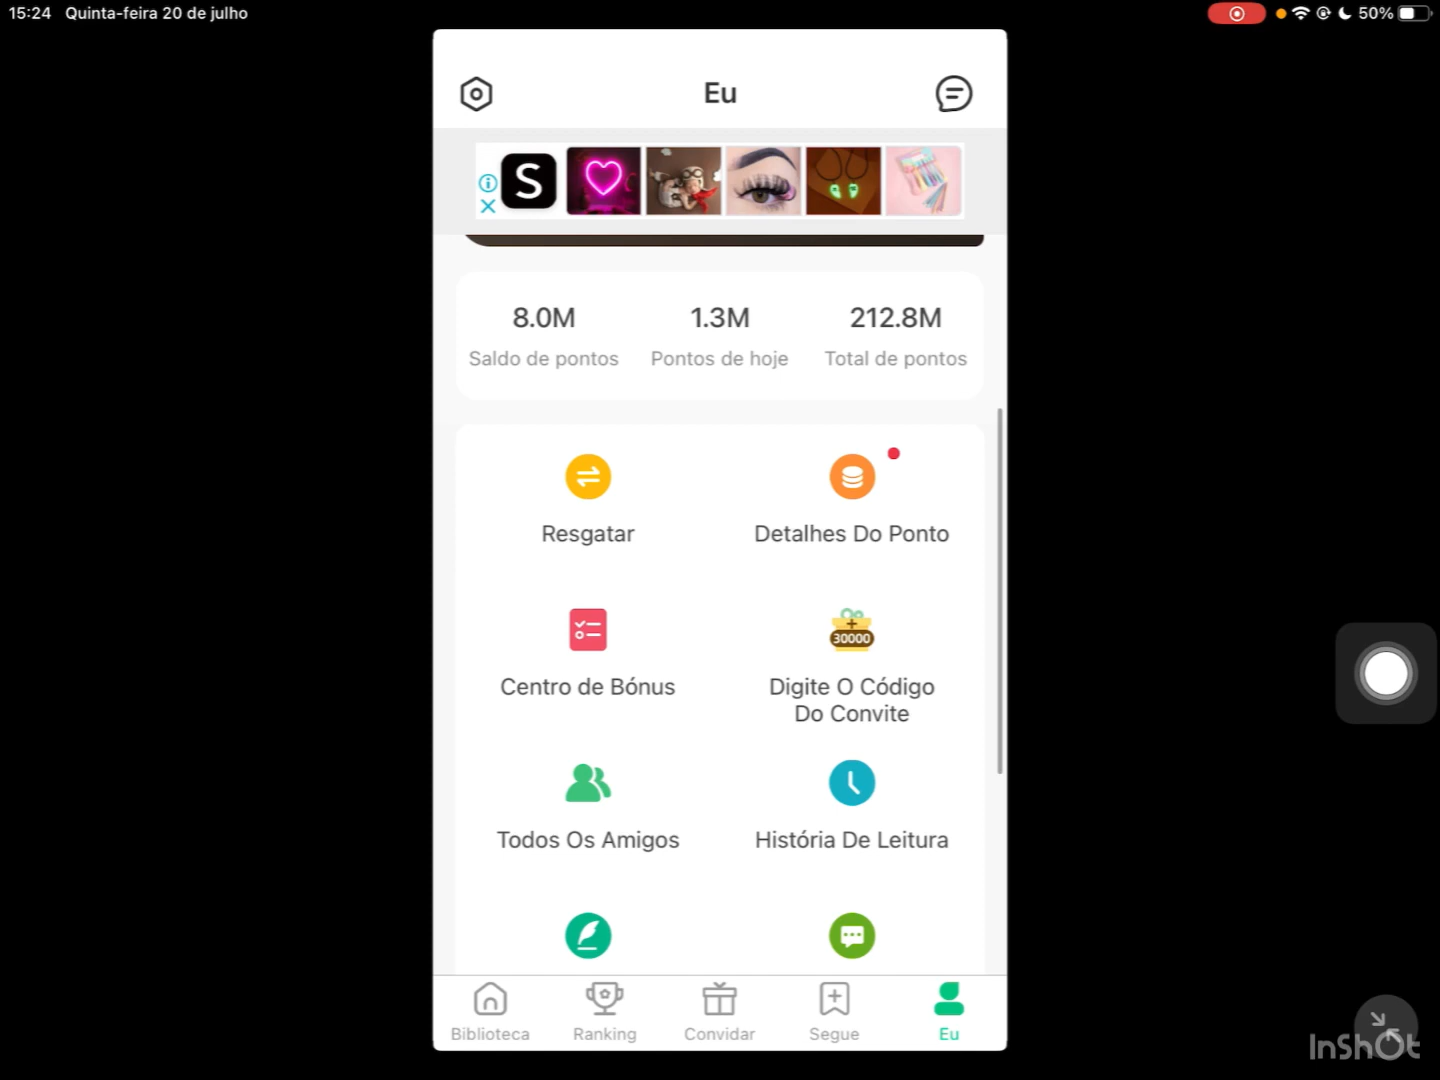 15:24 Quinta-feira 20 de julho
50%
Eu
S
8.0M 1.3M 212.8M
Saldo de pontos Pontos de hoje Total de pontos
Resgatar Detalhes Do Ponto
30000
Centro de Bónus Digite O Código
Do Convite
Todos Os Amigos História De Leitura
Biblioteca Ranking Convidar Segue Eu
InShOt